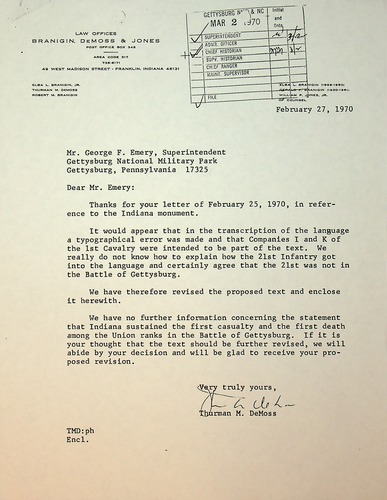 LAW OFFICES
BRANIGIN, DEMOSS & JONES
POST OFFICE BOX 342
AREA CODE 317
736-6171
49 WEST MADISON STREET · FRANKLIN, INDIANA 46131
ELBA L. BRANIGIN, JR.
THURMAN M. DEMOSS
ROBERT M. BRANIGIN
GETTYSBURG N & NC
MAR 2 1970
Initial
and
Date
SUPERINTENDENT
ADMI. OFFICER
CHIEF HISTORIAN
SUPV. HISTORIAN
CHIEF RANGER
MAINT. SUPERVISOR
FILE
OF COUNSEL
February 27, 1970
Mr. George F. Emery, Superintendent
Gettysburg National Military Park
Gettysburg, Pennsylvania 17325
Dear Mr. Emery:
Thanks for your letter of February 25, 1970, in refer-
ence to the Indiana monument.
It would appear that in the transcription of the language
a typographical error was made and that Companies I and K of
the 1st Cavalry were intended to be part of the text. We
really do not know how to explain how the 21st Infantry got
into the language and certainly agree that the 21st was not in
the Battle of Gettysburg.
We have therefore revised the proposed text and enclose
it herewith.
We have no further information concerning the statement
that Indiana sustained the first casualty and the first death
among the Union ranks in the Battle of Gettysburg. If it is
your thought that the text should be further revised, we will
abide by your decision and will be glad to receive your pro-
posed revision.
Very truly yours,
Thurman M. DeMoss
TMD:ph
Encl.